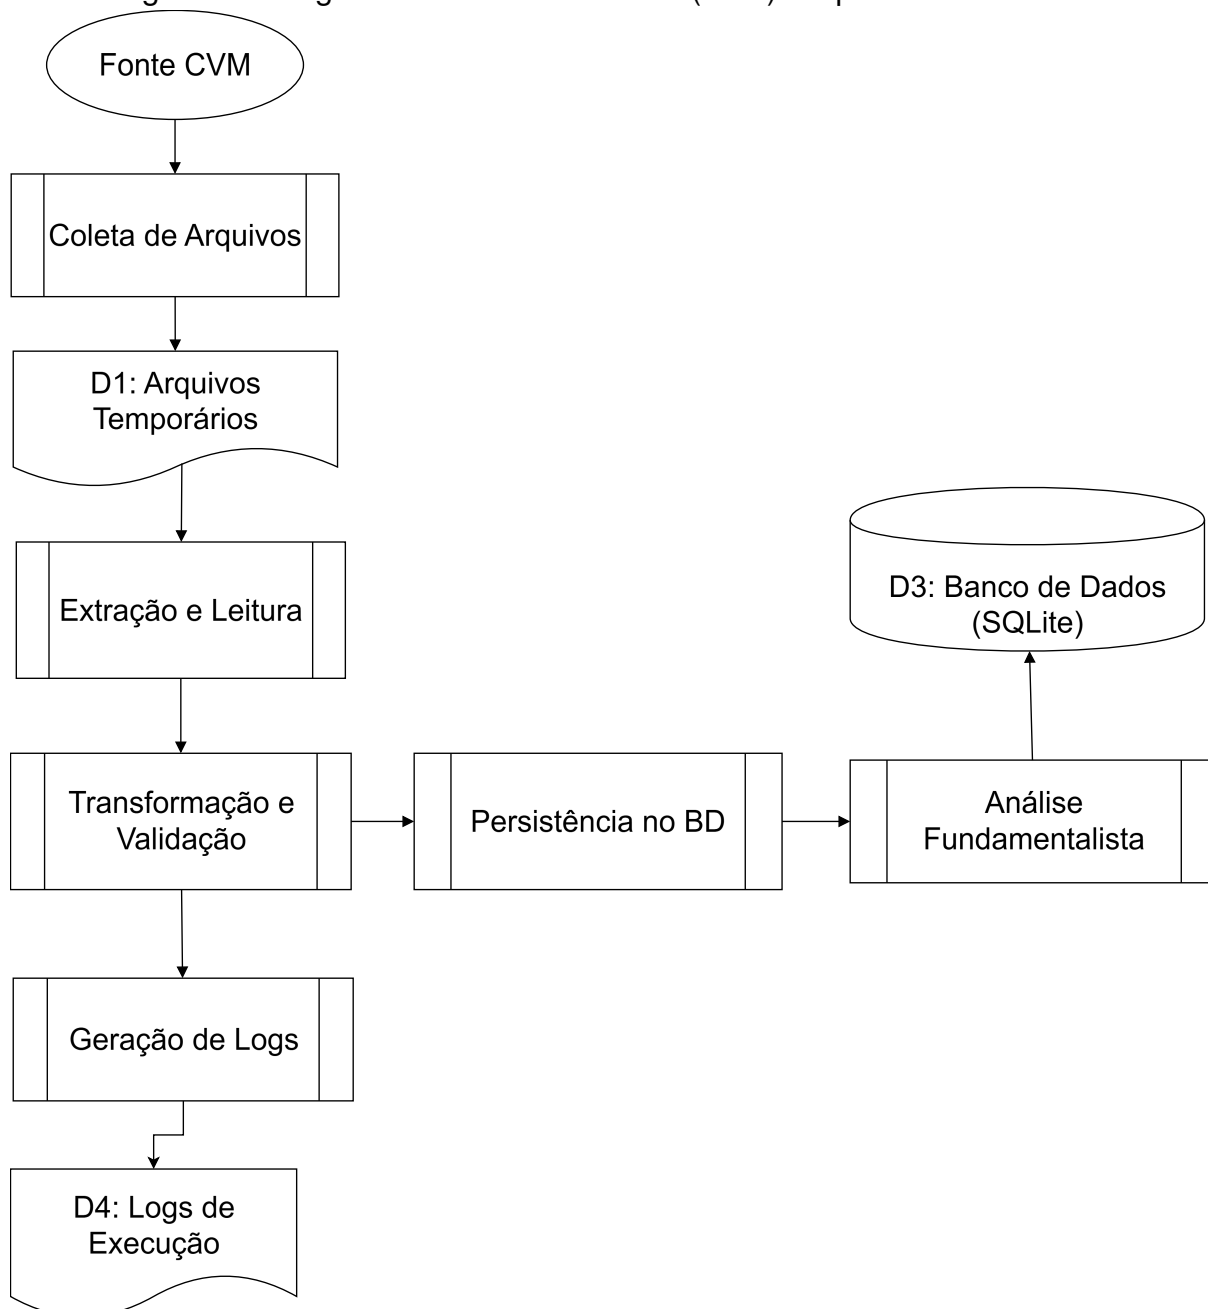 Fonte CVM
Coleta de Arquivos
D1: Arquivos
Temporários
Extração e Leitura
D3: Banco de Dados
(SQLite)
Transformação e
Validação
Persistência no BD
Análise
Fundamentalista
Geração de Logs
D4: Logs de
Execução